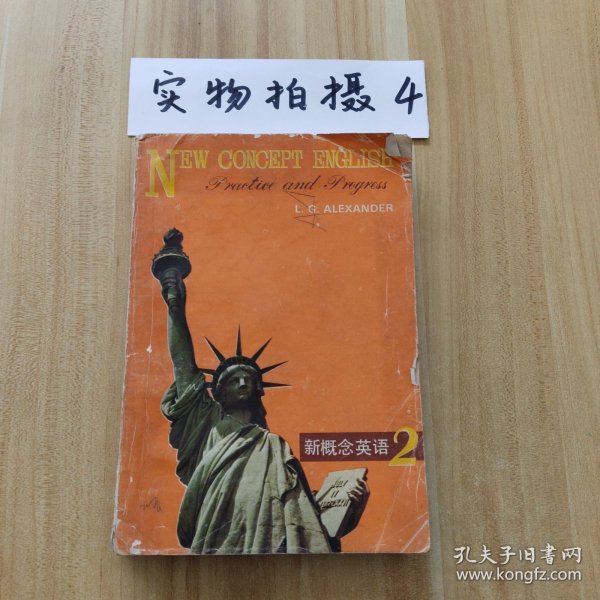 实物拍摄4
NEW CONCEPT ENGLISH
Practice and Progress
L. G. ALEXANDER
新概念英语2
孔夫子旧书网
www.kongfz.com